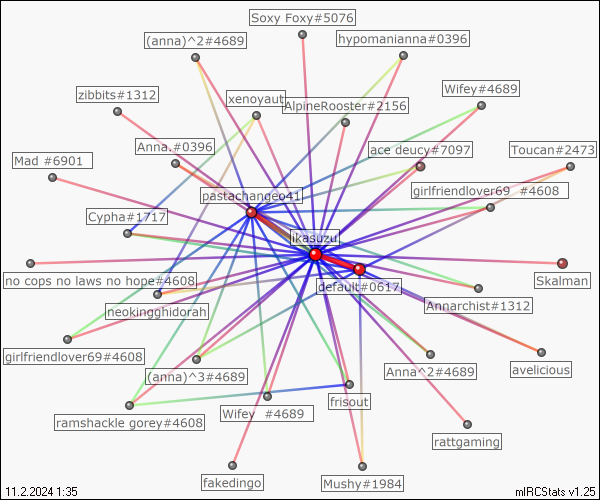 Soxy Foxy#5076
(anna)^2#4689
hypomanianna#0396
zibbits#1312
xenoyaut
AlpineRooster#2156
Wifey#4689
Mad #6901
Anna.#0396
ace deucy#7097
Toucan#2473
pastachangeo41
girlfriendlover69 #4608
Cypha#1717
likasuzu
no cops no laws no hope#4608
default#0617
Skalman
neokingghidorah
Annarchist#1312
girlfriendlover69#4608
(anna)^3#4689
Anna^2#4689
avelicious
ramshackle gorey#4608
Wifey #4689
frisout
rattgaming
fakedingo
Mushy#1984
11.2.2024 1:35
mIRCStats v1.25